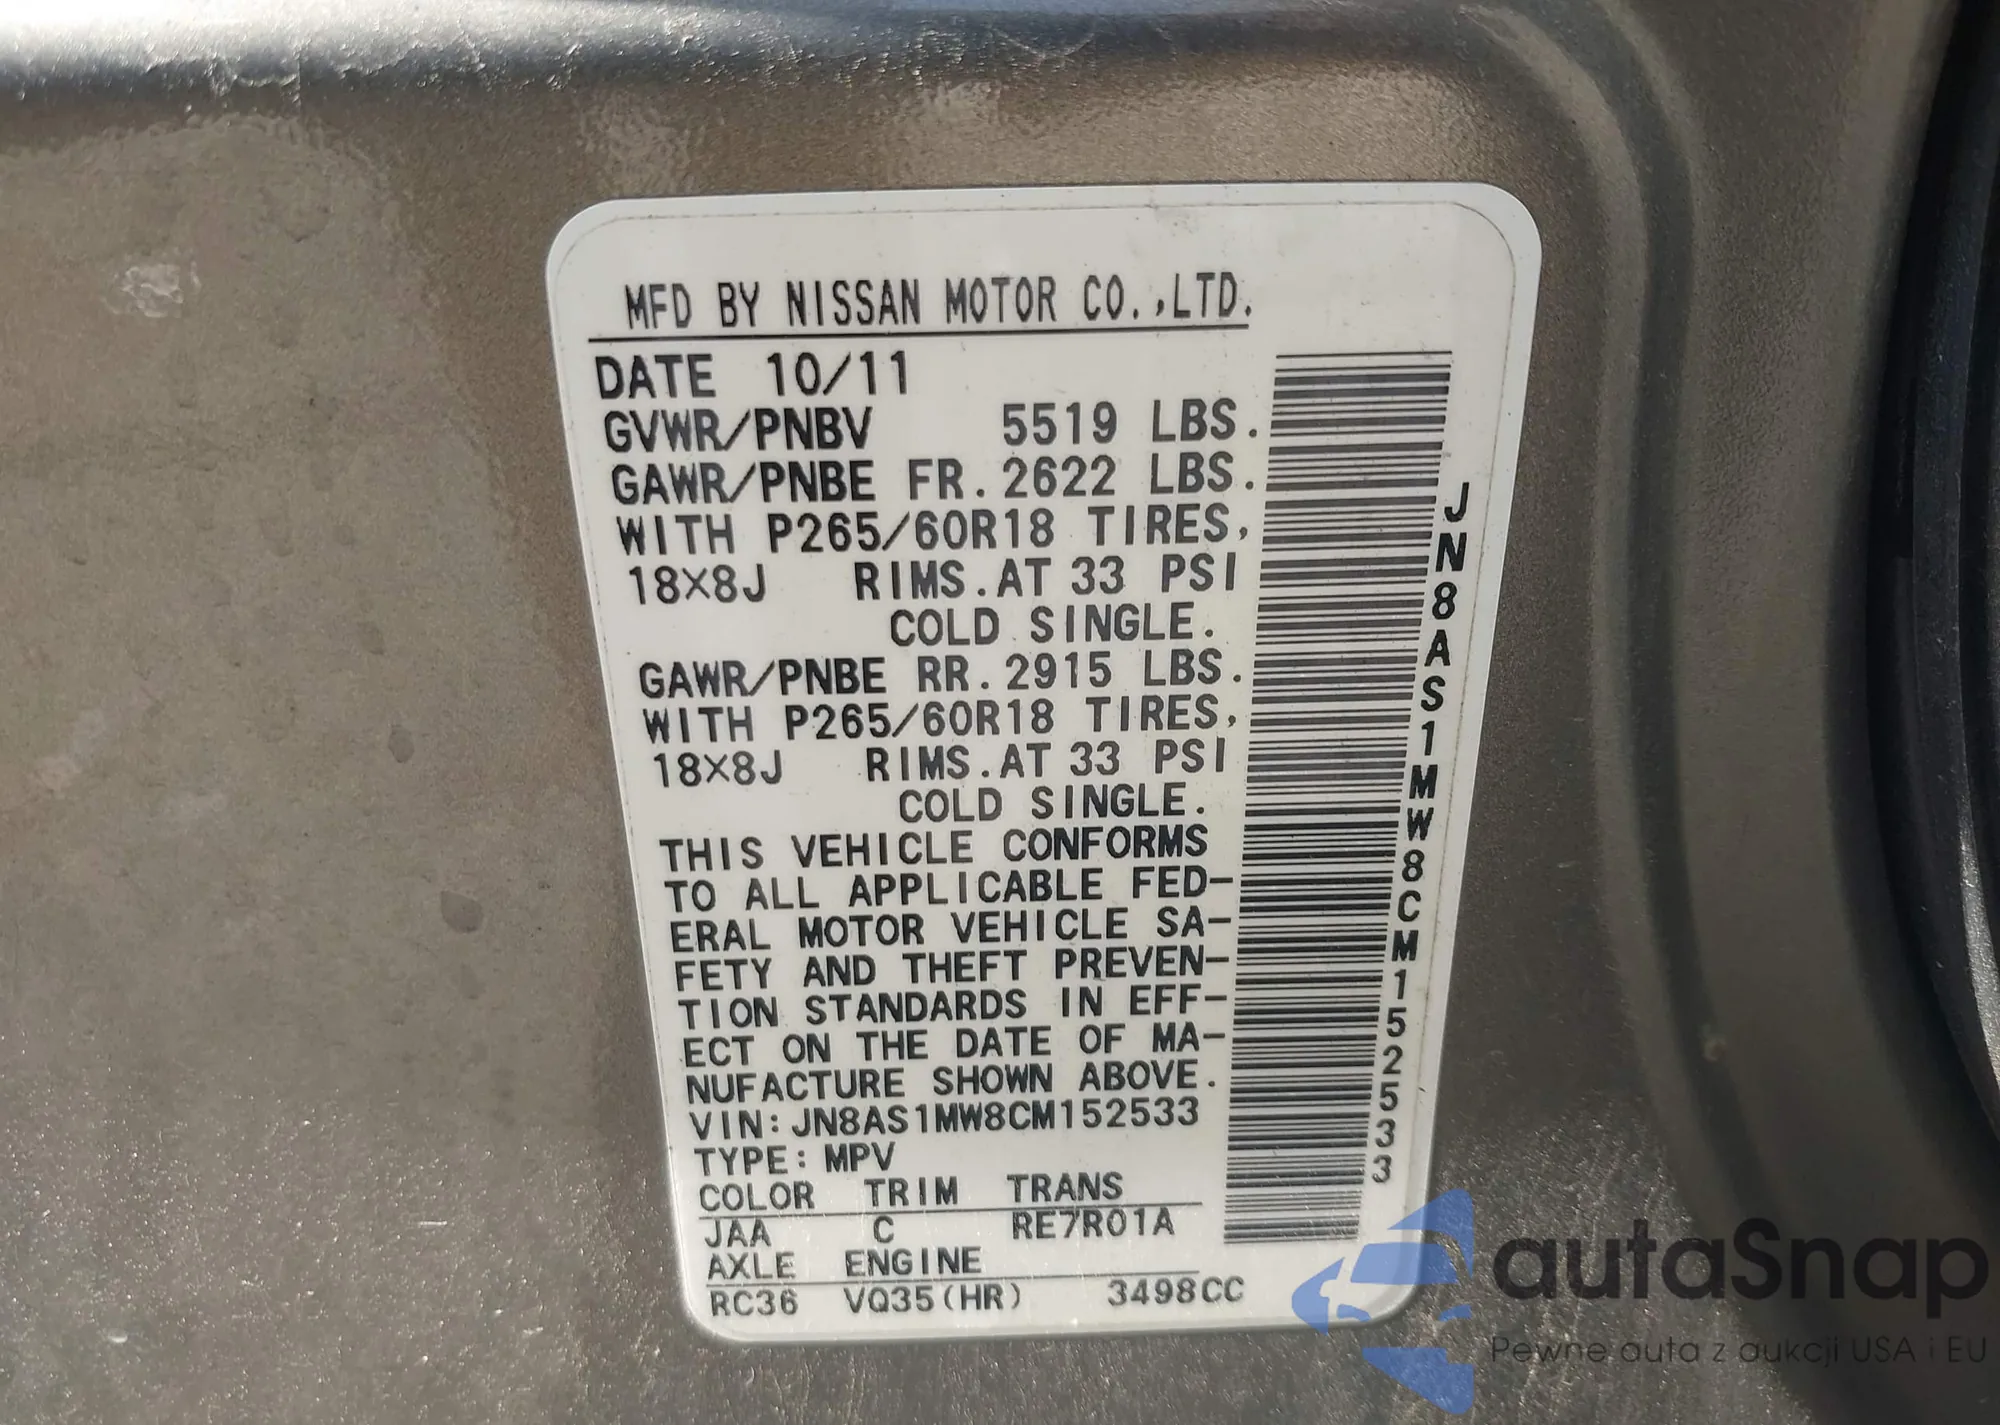 MFD BY NISSAN MOTOR CO.,LTD.
DATE 10/11
GVWR/PNBV 5519 LBS.
GAWR/PNBE FR.2622 LBS.
WITH P265/60R18 TIRES,
18X8J RIMS.AT 33 PSI
COLD SINGLE.
GAWR/PNBE RR.2915 LBS.
WITH P265/60R18 TIRES,
18X8J RIMS.AT 33 PSI
COLD SINGLE.
THIS VEHICLE CONFORMS
TO ALL APPLICABLE FED-
ERAL MOTOR VEHICLE SA-
FETY AND THEFT PREVEN-
TION STANDARDS IN EFF-
ECT ON THE DATE OF MA-
NUFACTURE SHOWN ABOVE.
VIN:JN8AS1MW8CM152533
TYPE:MPV
COLOR TRIM TRANS
JAA C RE7R01A
AXLE ENGINE
RC36 VQ35(HR) 3498CC
JN8AS1MW8CM152533
autaSnap
Pewne auta z aukcji USA i EU